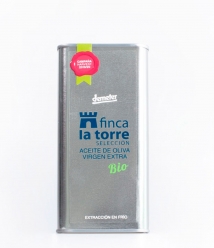 demeter
finca
la torre
SELECCIÓN
ACEITE DE OLIVA
VIRGEN EXTRA
Bio
EXTRACCIÓN EN FRÍO